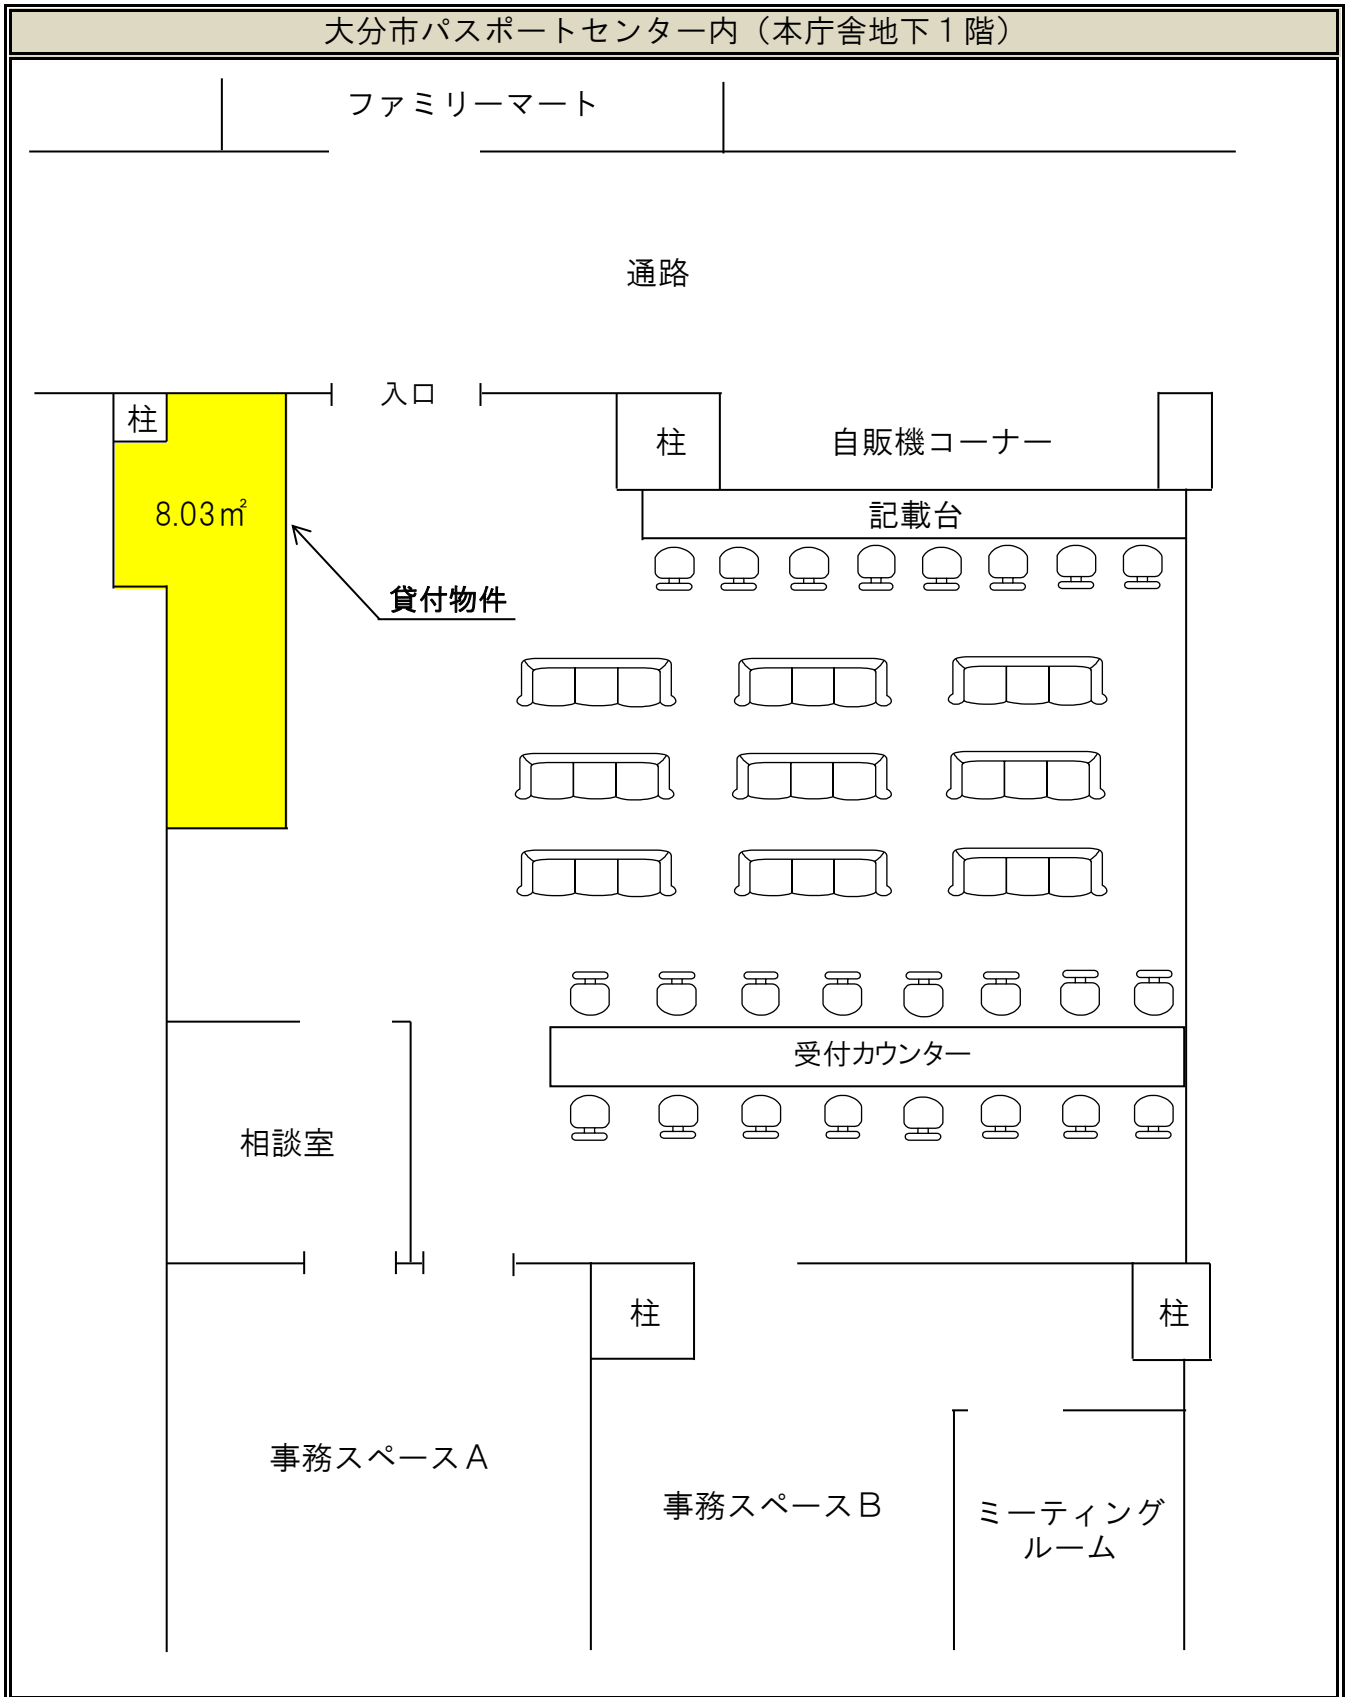 大分市パスポートセンター内（本庁舎地下１階）
ファミリーマート
通路
入口
柱
柱
自販機コーナー
8.03㎡
記載台
貸付物件
受付カウンター
相談室
柱
柱
事務スペースＡ
事務スペースＢ
ミーティング
ルーム